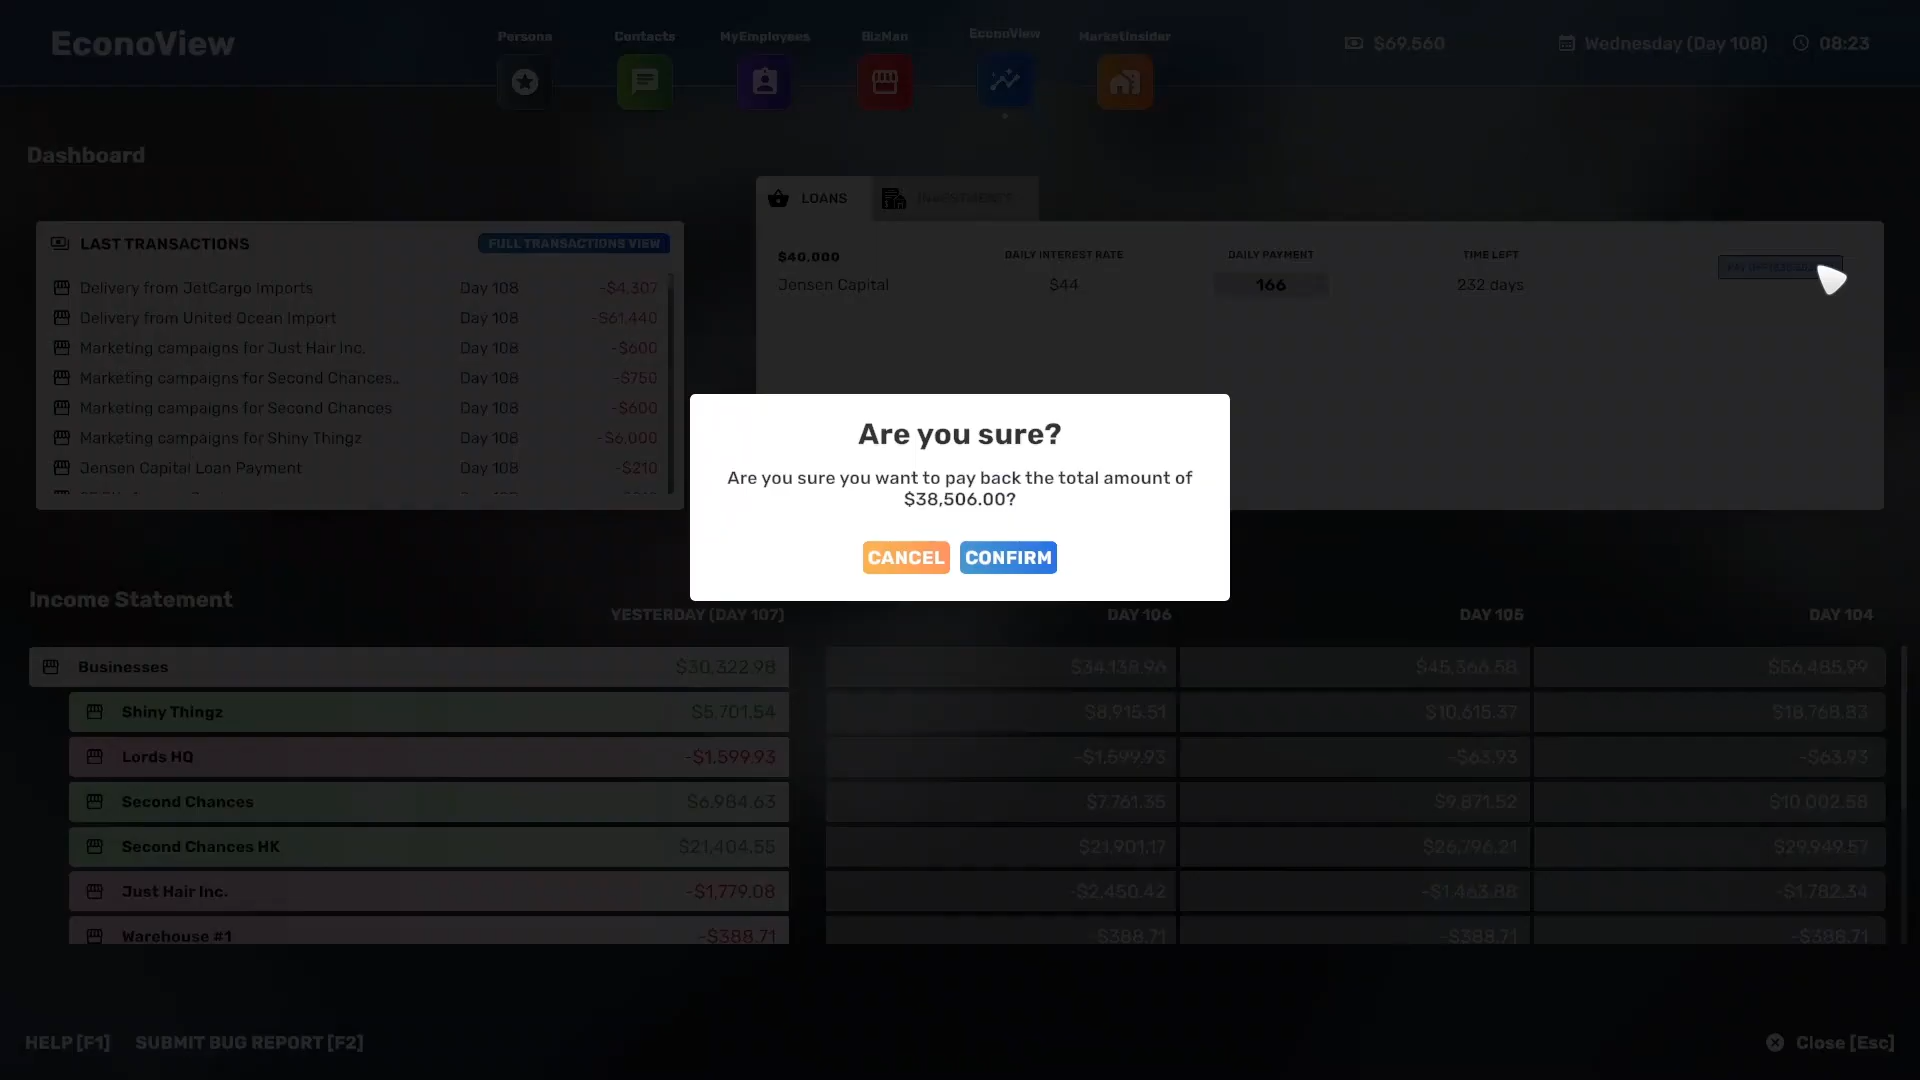 EconoView
Persona
Contacts
MyEmployees
BizMan
EconoView
MarketInsider
$69,560
Wednesday (Day 108)
08:23
Dashboard
LAST TRANSACTIONS
FULL TRANSACTIONS VIEW
Delivery from JetCargo Imports Day 108 -$4,307
Delivery from United Ocean Import Day 108 -$61,440
Marketing campaigns for Just Hair Inc. Day 108 -$600
Marketing campaigns for Second Chances... Day 108 -$750
Marketing campaigns for Second Chances Day 108 -$600
Marketing campaigns for Shiny Thingz Day 108 -$6,000
Jensen Capital Loan Payment Day 108 -$210
LOANS
INVESTMENTS
$40,000 DAILY INTEREST RATE DAILY PAYMENT TIME LEFT
Jensen Capital $44 166 232 days
Are you sure?
Are you sure you want to pay back the total amount of
$38,506.00?
CANCEL CONFIRM
Income Statement
YESTERDAY (DAY 107) DAY 106 DAY 105 DAY 104
Businesses $30,322.98 $34,138.96 $45,366.58 $56,485.99
Shiny Thingz $5,701.54 $8,915.51 $10,615.37 $18,768.83
Lords HQ -$1,599.93 -$1,599.93 -$63.93 -$63.93
Second Chances $6,984.63 $7,761.35 $9,871.52 $10,002.58
Second Chances HK $21,404.55 $21,901.17 $26,796.21 $29,949.57
Just Hair Inc. -$1,779.08 -$2,450.42 -$1,463.88 -$1,782.34
Warehouse #1 -$388.71 -$388.71 -$388.71 -$388.71
HELP [F1] SUBMIT BUG REPORT [F2]
Close [Esc]